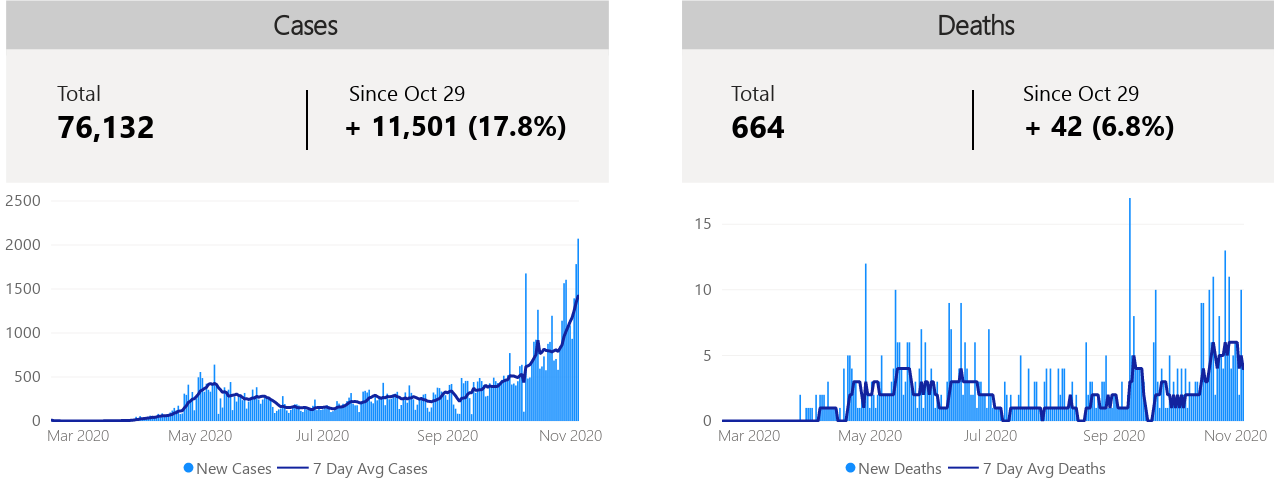 Cases
Total
Since Oct 29
76,132
+ 11,501 (17.8%)
2500
2000
1500
1000
500
0
Mar 2020 May 2020 Jul 2020 Sep 2020 Nov 2020
New Cases 7 Day Avg Cases
Deaths
Total
Since Oct 29
664
+ 42 (6.8%)
15
10
5
0
Mar 2020 May 2020 Jul 2020 Sep 2020 Nov 2020
New Deaths 7 Day Avg Deaths